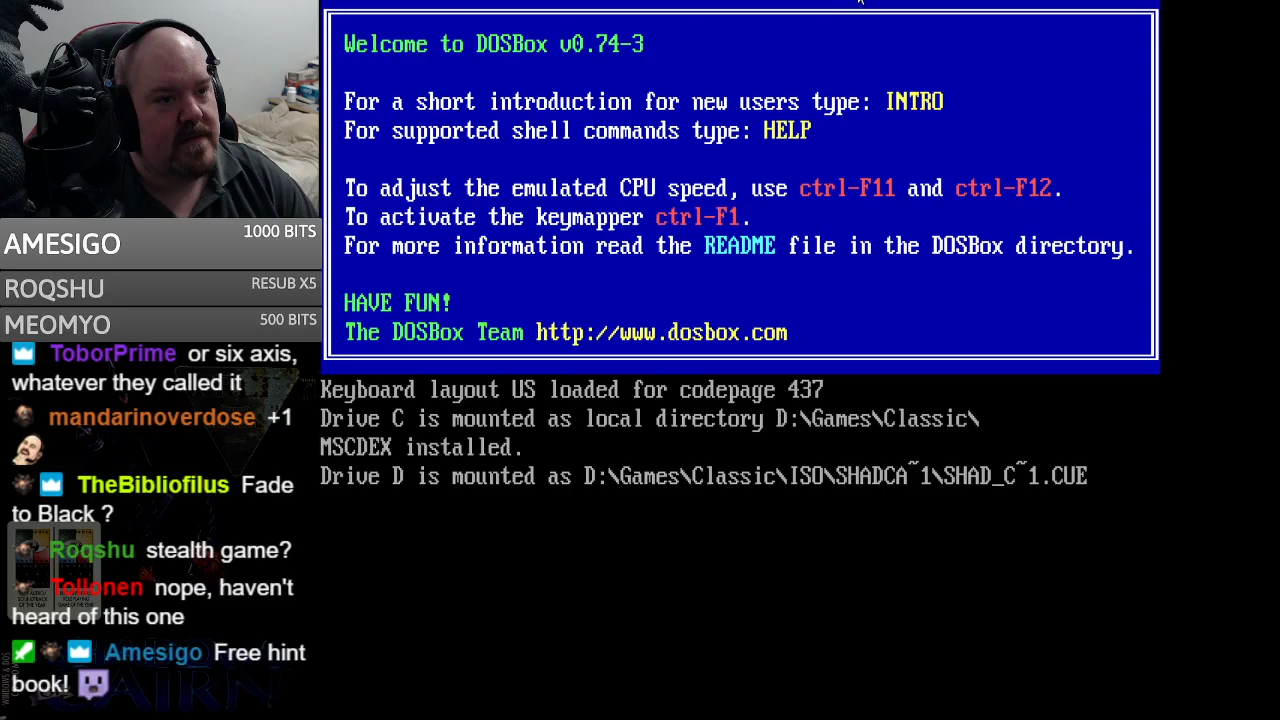 Welcome to DOSBox v0.74-3
For a short introduction for new users type: INTRO
For supported shell commands type: HELP
To adjust the emulated CPU speed, use ctrl-F11 and ctrl-F12.
To activate the keymapper ctrl-F1.
For more information read the README file in the DOSBox directory.
HAVE FUN!
The DOSBox Team http://www.dosbox.com
Keyboard layout US loaded for codepage 437
Drive C is mounted as local directory D:\Games\Classic\
MSCDEX installed.
Drive D is mounted as D:\Games\Classic\ISO\SHADCA~1\SHAD_C~1.CUE
AMESIGO 1000 BITS
ROQSHU RESUB X5
MEOMYO 500 BITS
ToborPrime or six axis,
whatever they called it
mandarinoverdose +1
TheBibliofilus Fade
to Black ?
Roqshu stealth game?
Tollonen nope, haven't
heard of this one
Amesigo Free hint
book!
WINDOWS & DOS
CAIRN